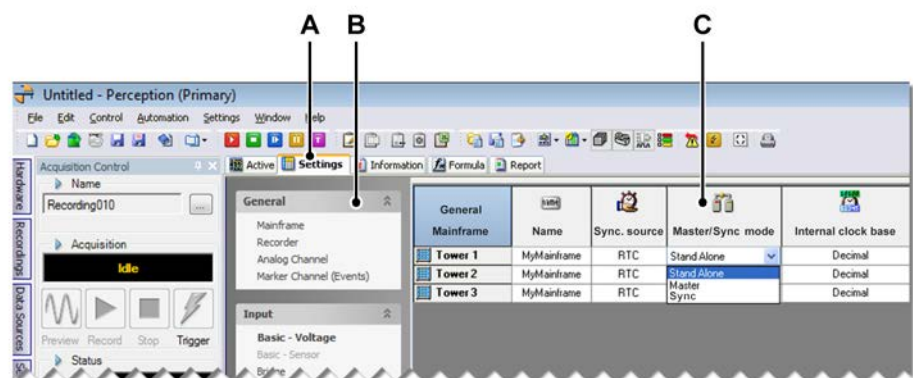 A B C
Untitled - Perception (Primary)
File Edit Control Automation Settings Window Help
Hardware
Recordings
Data Sources
Acquisition Control
Name
Recording010 ...
Acquisition
Idle
Preview Record Stop Trigger
Status
Active Settings Information Formula Report
General
Mainframe
Recorder
Analog Channel
Marker Channel (Events)
Input
Basic - Voltage
Basic - Sensor
Bridge
General Mainframe Name Sync. source Master/Sync mode Internal clock base
Tower 1 MyMainframe RTC Stand Alone Decimal
Tower 2 MyMainframe RTC Stand Alone Decimal
Master
Tower 3 MyMainframe RTC Sync Decimal